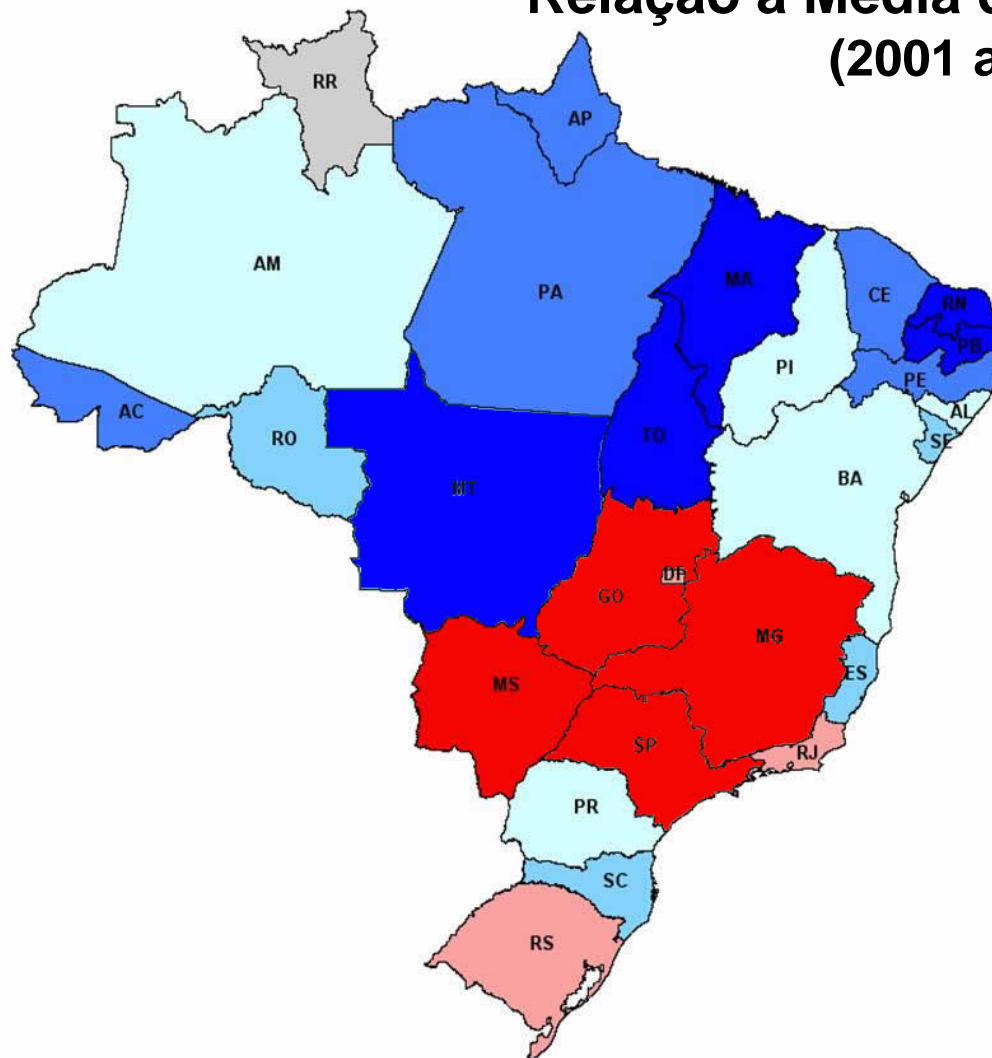 Relação à Média
(2001 a
RR
AP
AM
PA
MA
CE
RN
PB
PI
PE
AC
AL
RO
TO
SE
MT
BA
DF
GO
MG
MS
ES
SP
RJ
PR
SC
RS